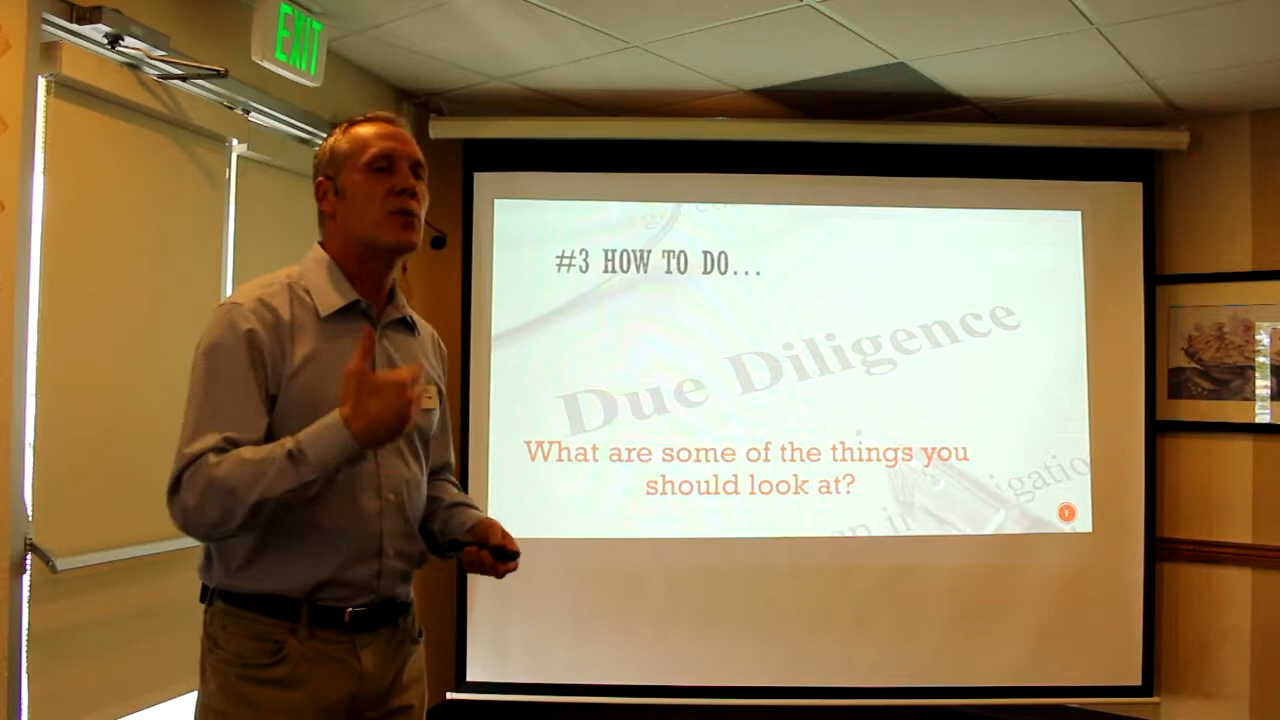 EXIT
#3 HOW TO DO...
Due Diligence
What are some of the things you
should look at?